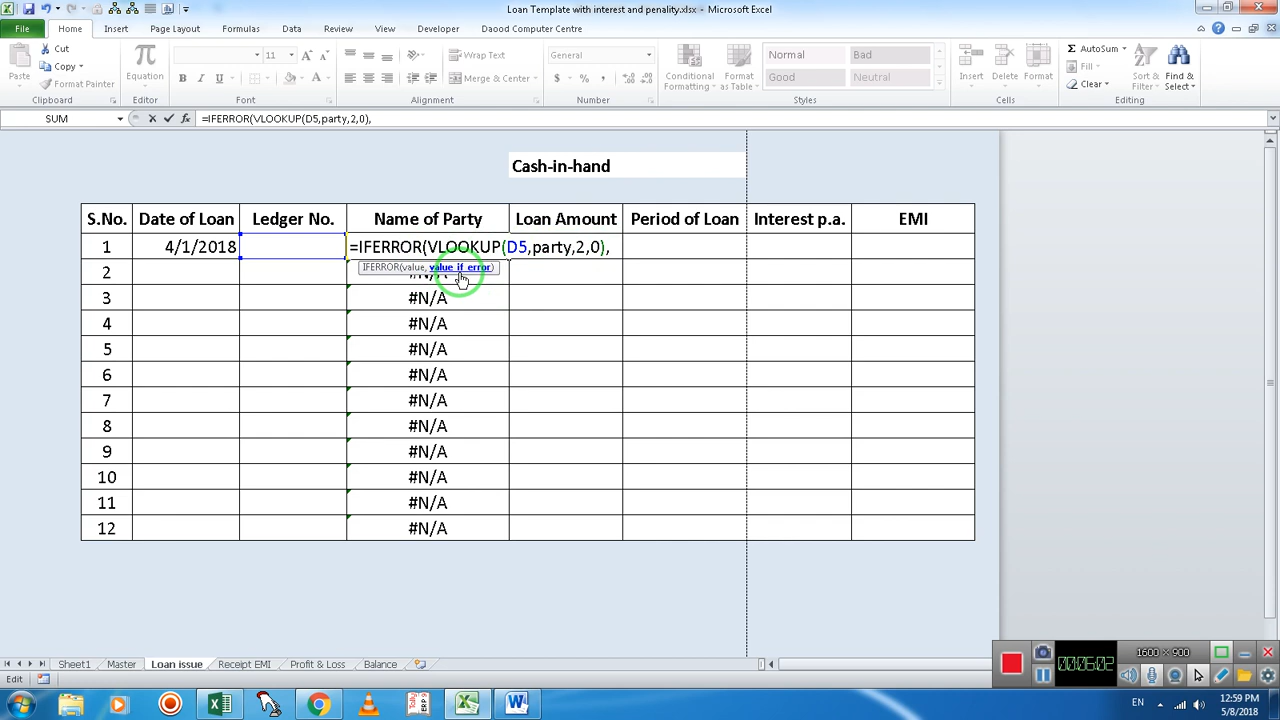 Loan Template with interest and penality.xlsx - Microsoft Excel
File Home Insert Page Layout Formulas Data Review View Developer Daood Computer Centre
Cut
Copy
Format Painter
Paste
Clipboard
Equation
Editor
11
B I U
Font
Wrap Text
Merge & Center
Alignment
General
$ % ,
Number
Conditional Formatting
Format as Table
Normal Bad
Good Neutral
Styles
Insert Delete Format
Cells
AutoSum
Fill
Clear
Sort & Filter
Find & Select
Editing
SUM fx =IFERROR(VLOOKUP(D5,party,2,0),
Cash-in-hand
S.No. Date of Loan Ledger No. Name of Party Loan Amount Period of Loan Interest p.a. EMI
1 4/1/2018 =IFERROR(VLOOKUP(D5,party,2,0),
IFERROR(value, value_if_error)
2 #N/A
3 #N/A
4 #N/A
5 #N/A
6 #N/A
7 #N/A
8 #N/A
9 #N/A
10 #N/A
11 #N/A
12 #N/A
Sheet1 Master Loan issue Receipt EMI Profit & Loss Balance
Edit
1600 × 900
00:06:02
EN
12:59 PM
5/8/2018